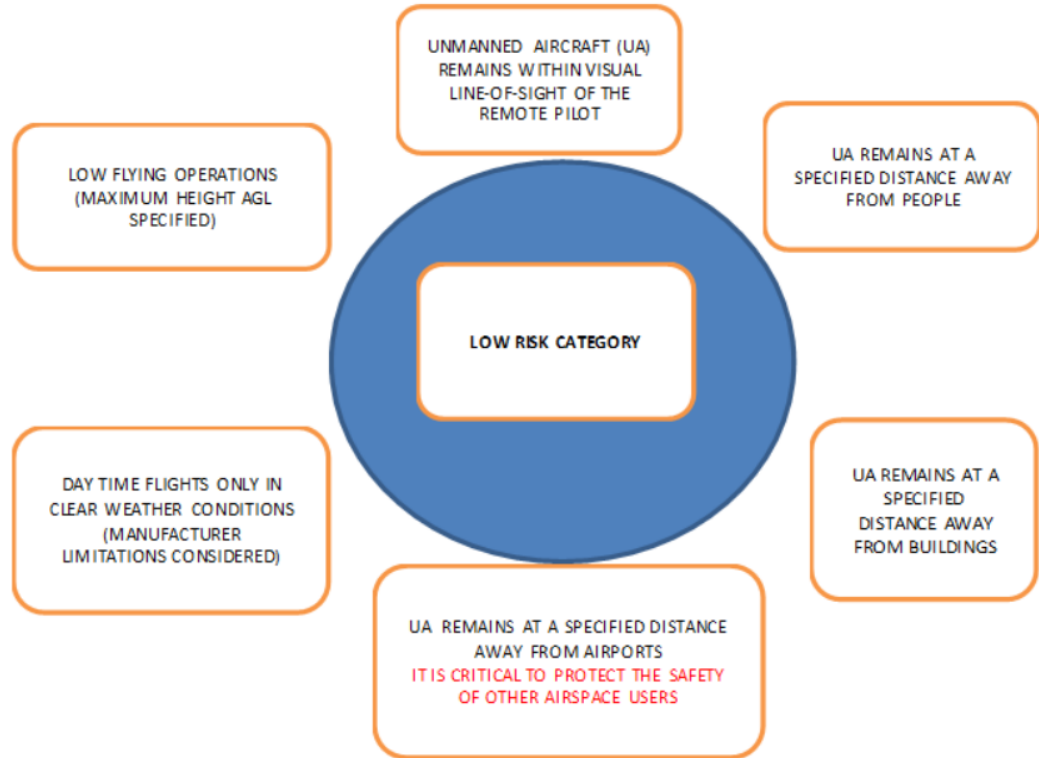 UNMANNED AIRCRAFT (UA)
REMAINS WITHIN VISUAL
LINE-OF-SIGHT OF THE
REMOTE PILOT
LOW FLYING OPERATIONS
(MAXIMUM HEIGHT AGL
SPECIFIED)
UA REMAINS AT A
SPECIFIED DISTANCE AWAY
FROM PEOPLE
LOW RISK CATEGORY
DAY TIME FLIGHTS ONLY IN
CLEAR WEATHER CONDITIONS
(MANUFACTURER
LIMITATIONS CONSIDERED)
UA REMAINS AT A
SPECIFIED
DISTANCE AWAY
FROM BUILDINGS
UA REMAINS AT A SPECIFIED DISTANCE
AWAY FROM AIRPORTS
IT IS CRITICAL TO PROTECT THE SAFETY
OF OTHER AIRSPACE USERS